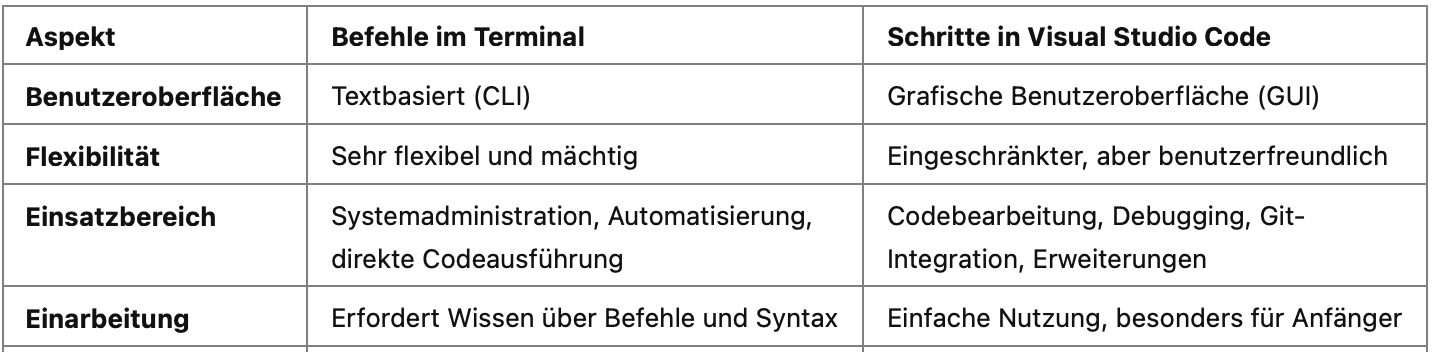 Aspekt Befehle im Terminal Schritte in Visual Studio Code
Benutzeroberfläche Textbasiert (CLI) Grafische Benutzeroberfläche (GUI)
Flexibilität Sehr flexibel und mächtig Eingeschränkter, aber benutzerfreundlich
Einsatzbereich Systemadministration, Automatisierung, Codebearbeitung, Debugging, Git-
direkte Codeausführung Integration, Erweiterungen
Einarbeitung Erfordert Wissen über Befehle und Syntax Einfache Nutzung, besonders für Anfänger